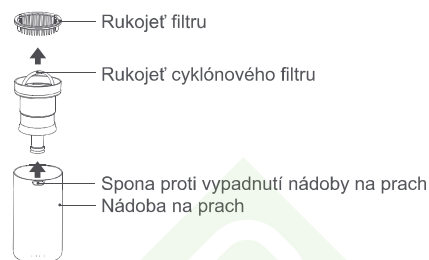 Rukojeť filtru
Rukojeť cyklónového filtru
Spona proti vypadnutí nádoby na prach
Nádoba na prach